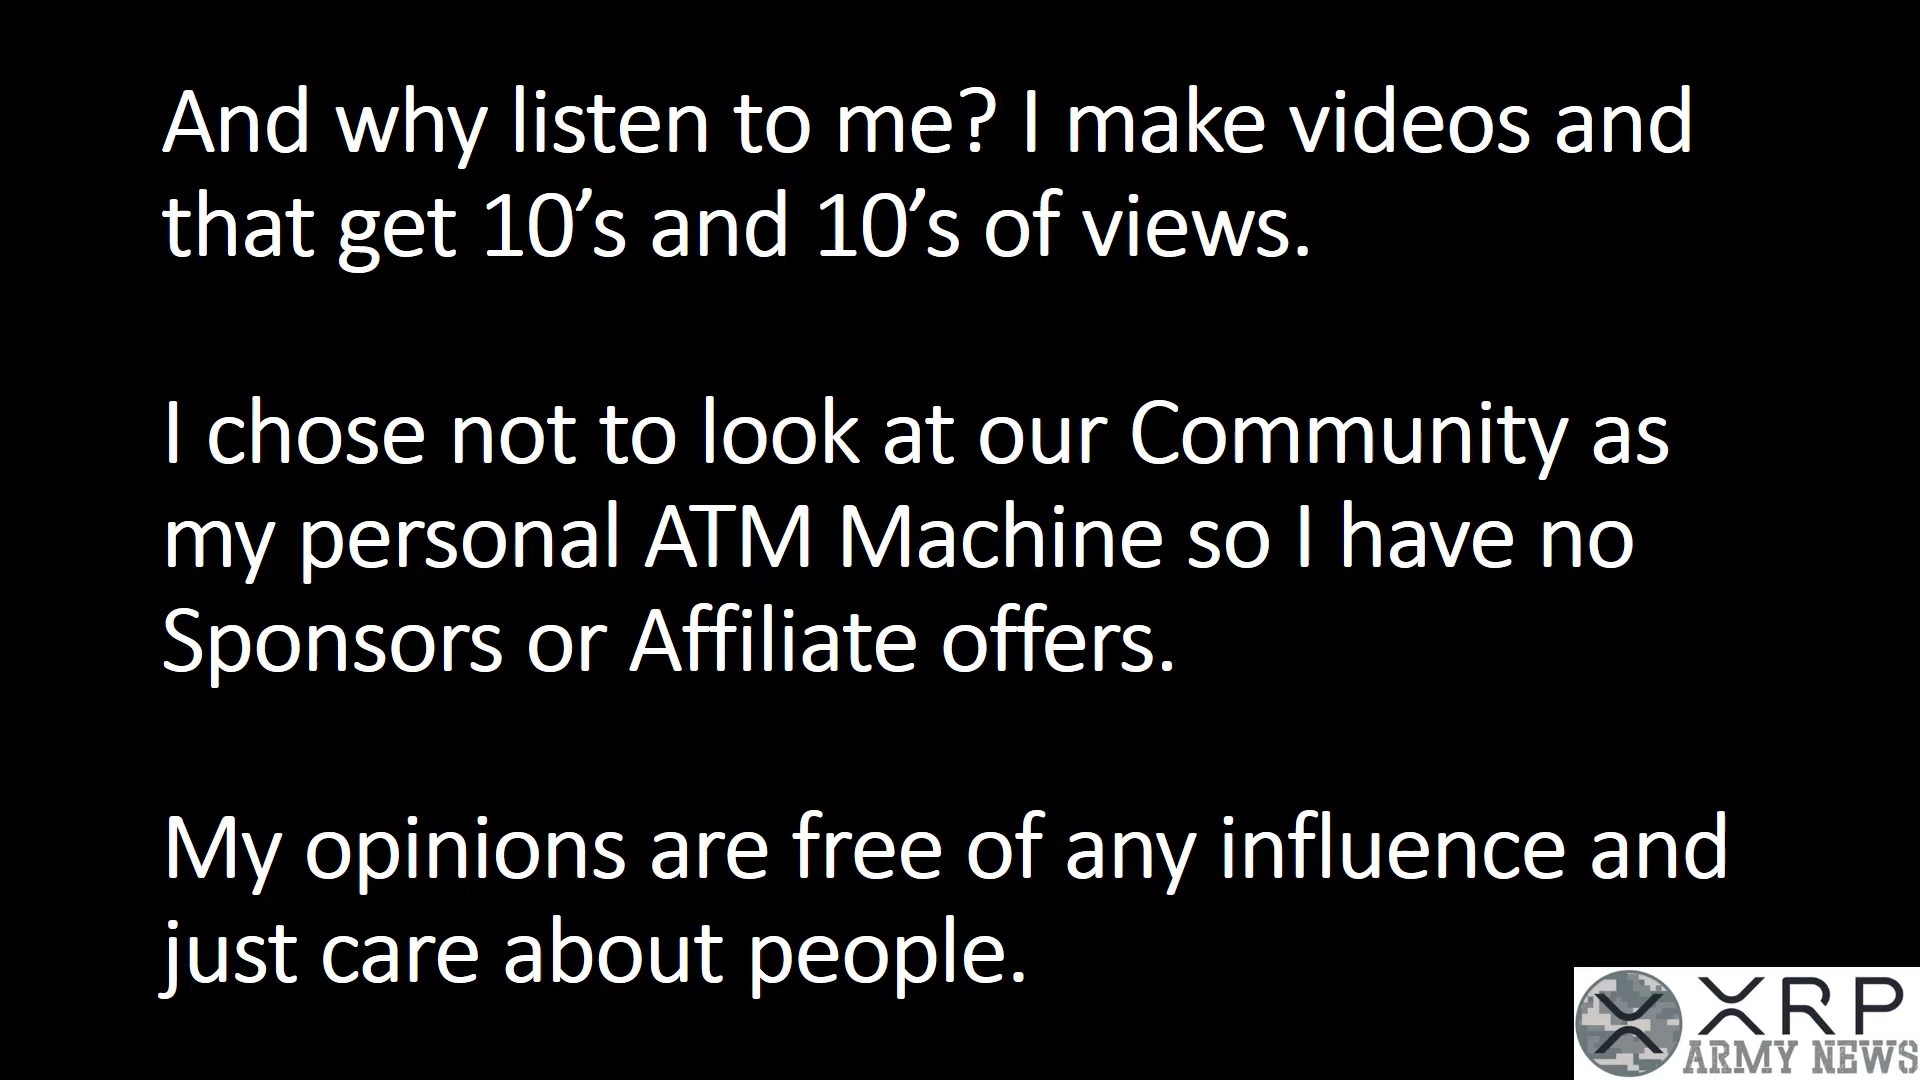 And why listen to me? I make videos and
that get 10’s and 10’s of views.
I chose not to look at our Community as
my personal ATM Machine so I have no
Sponsors or Affiliate offers.
My opinions are free of any influence and
just care about people.
XRP
ARMY NEWS